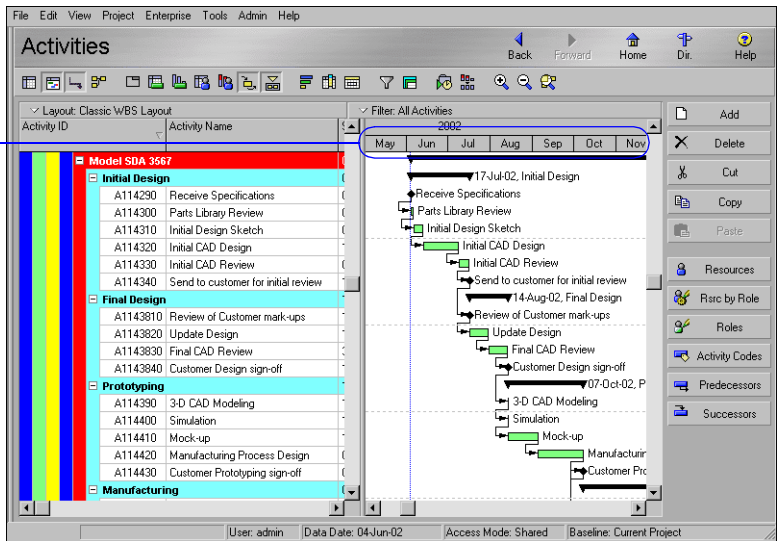 File Edit View Project Enterprise Tools Admin Help
Activities
Back Forward Home Dir. Help
Layout: Classic WBS Layout
Filter: All Activities
Activity ID Activity Name
2002
May Jun Jul Aug Sep Oct Nov
Model SDA 3567
Initial Design
17-Jul-02, Initial Design
A114290 Receive Specifications
Receive Specifications
A114300 Parts Library Review
Parts Library Review
A114310 Initial Design Sketch
Initial Design Sketch
A114320 Initial CAD Design
Initial CAD Design
A114330 Initial CAD Review
Initial CAD Review
A114340 Send to customer for initial review
Send to customer for initial review
Final Design
14-Aug-02, Final Design
A1143810 Review of Customer mark-ups
Review of Customer mark-ups
A1143820 Update Design
Update Design
A1143830 Final CAD Review
Final CAD Review
A1143840 Customer Design sign-off
Customer Design sign-off
Prototyping
07-Oct-02, P
A114390 3-D CAD Modeling
3-D CAD Modeling
A114400 Simulation
Simulation
A114410 Mock-up
Mock-up
A114420 Manufacturing Process Design
Manufacturin
A114430 Customer Prototyping sign-off
Customer Pro
Manufacturing
Add
Delete
Cut
Copy
Paste
Resources
Rsrc by Role
Roles
Activity Codes
Predecessors
Successors
User: admin Data Date: 04-Jun-02 Access Mode: Shared Baseline: Current Project